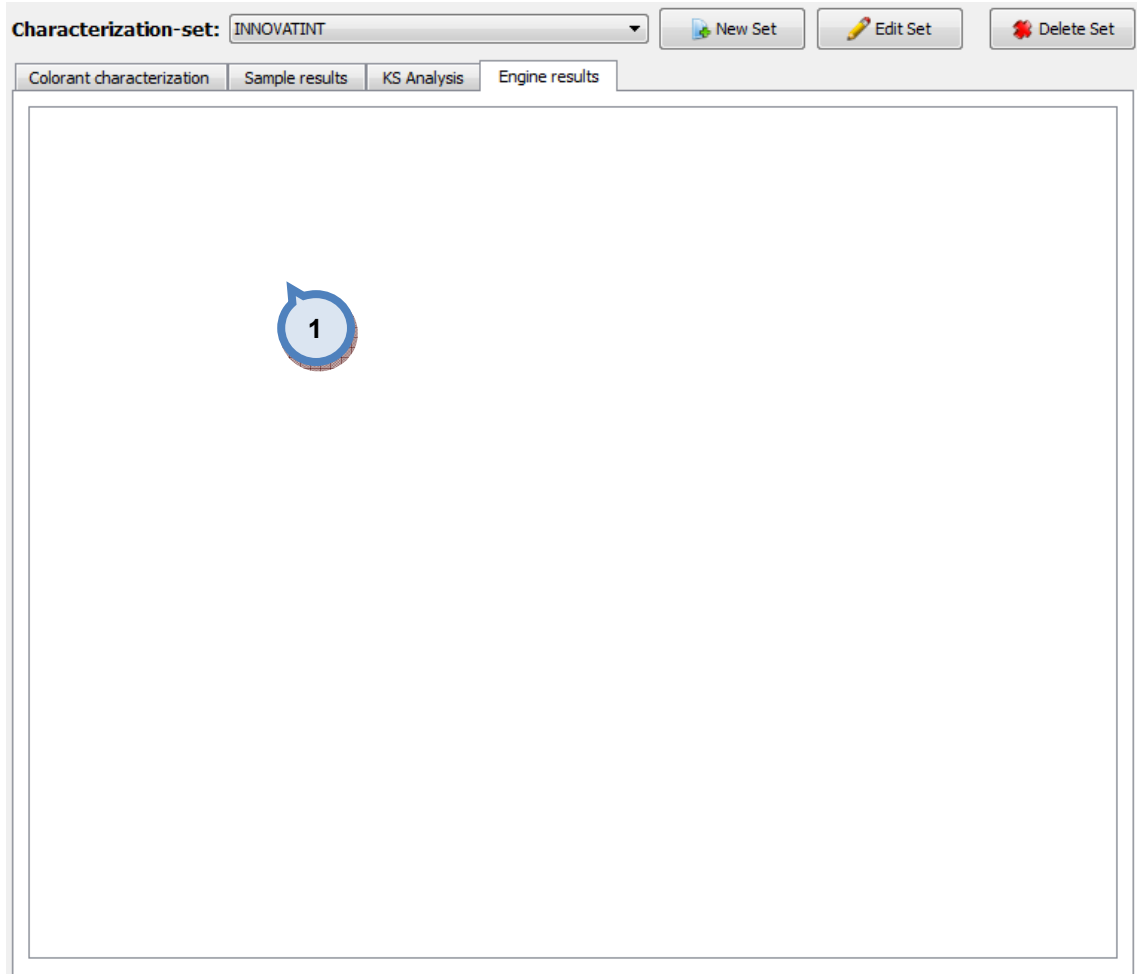 Characterization-set: INNOVATINT New Set Edit Set Delete Set
Colorant characterization Sample results KS Analysis Engine results
1